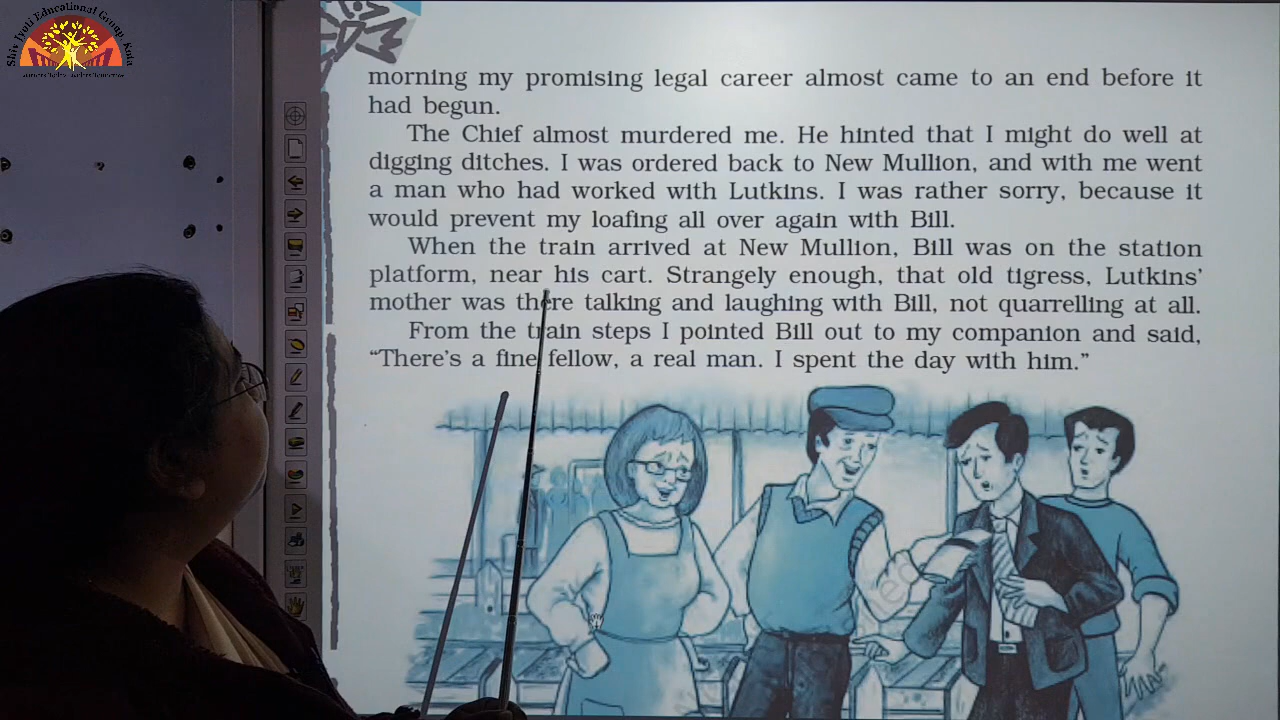 Shiv Jyoti Educational Group, Kota
morning my promising legal career almost came to an end before it
had begun.
The Chief almost murdered me. He hinted that I might do well at
digging ditches. I was ordered back to New Mullion, and with me went
a man who had worked with Lutkins. I was rather sorry, because it
would prevent my loafing all over again with Bill.
When the train arrived at New Mullion, Bill was on the station
platform, near his cart. Strangely enough, that old tigress, Lutkins’
mother was there talking and laughing with Bill, not quarrelling at all.
From the train steps I pointed Bill out to my companion and said,
“There’s a fine fellow, a real man. I spent the day with him.”